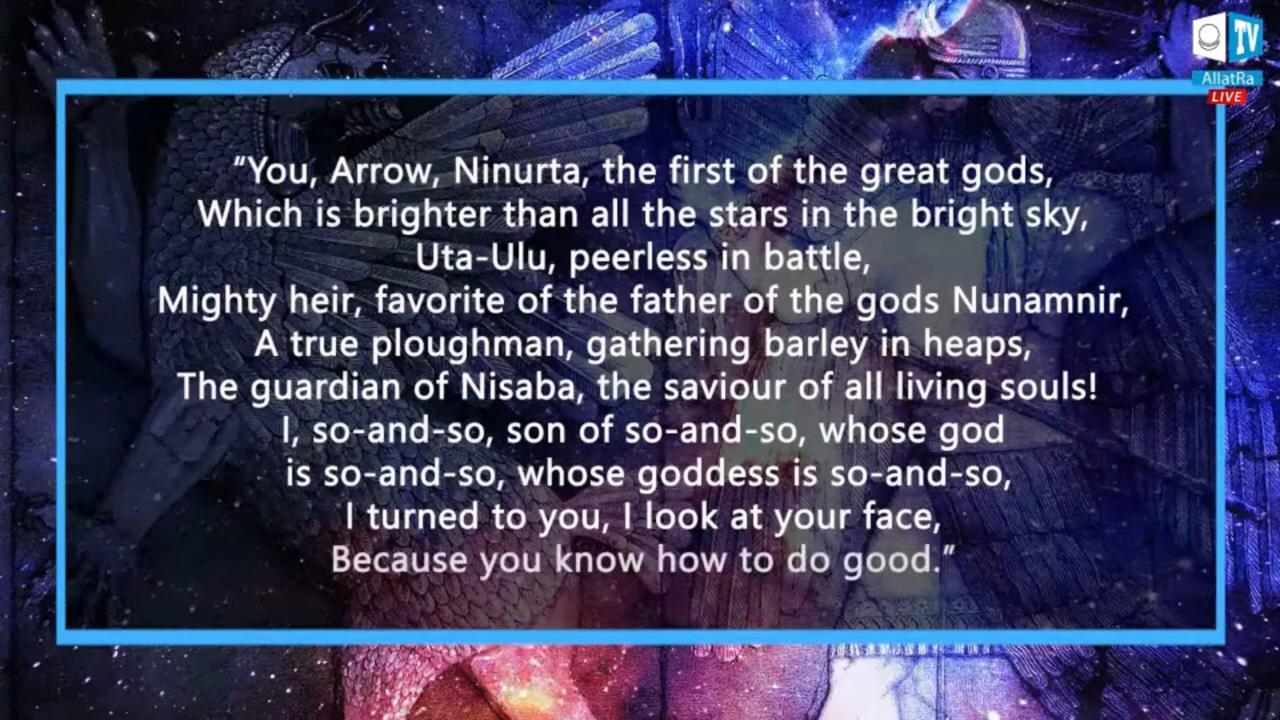 TV
AllatRa
LIVE
“You, Arrow, Ninurta, the first of the great gods,
Which is brighter than all the stars in the bright sky,
Uta-Ulu, peerless in battle,
Mighty heir, favorite of the father of the gods Nunamnir,
A true ploughman, gathering barley in heaps,
The guardian of Nisaba, the saviour of all living souls!
I, so-and-so, son of so-and-so, whose god
is so-and-so, whose goddess is so-and-so,
I turned to you, I look at your face,
Because you know how to do good.”